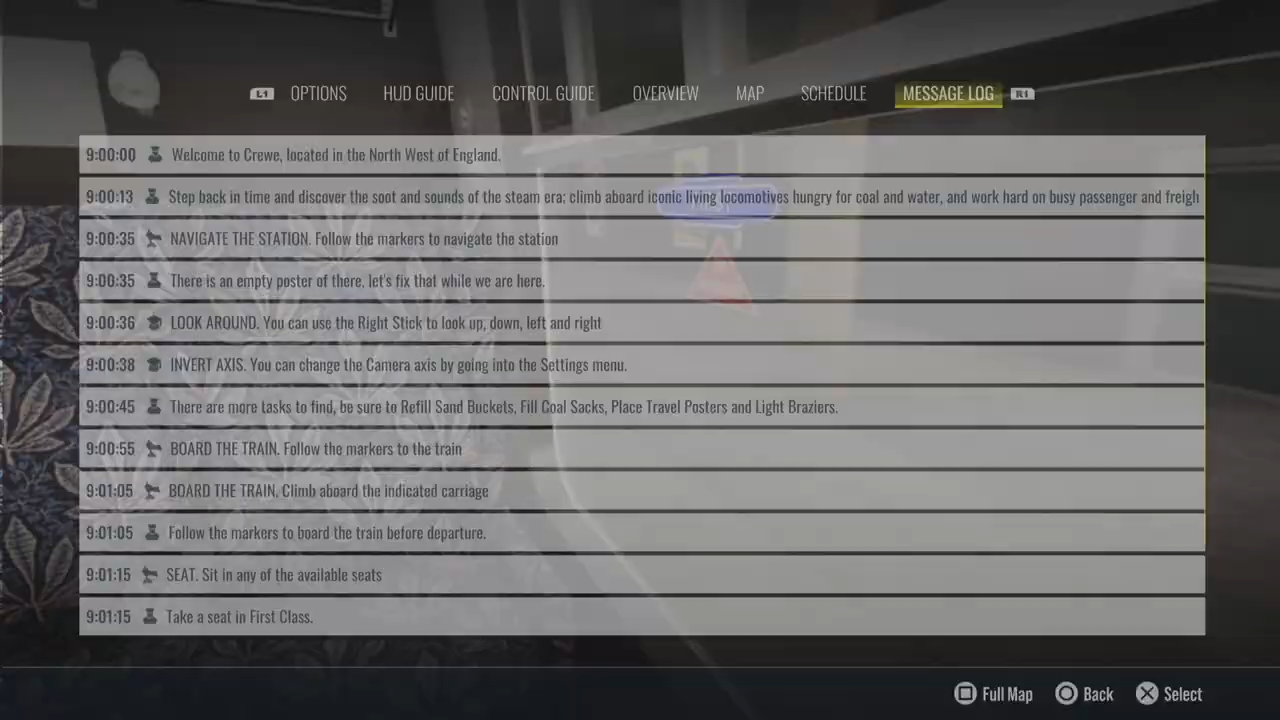 L1 OPTIONS HUD GUIDE CONTROL GUIDE OVERVIEW MAP SCHEDULE MESSAGE LOG R1
9:00:00 Welcome to Crewe, located in the North West of England.
9:00:13 Step back in time and discover the soot and sounds of the steam era; climb aboard iconic living locomotives hungry for coal and water, and work hard on busy passenger and freigh
9:00:35 NAVIGATE THE STATION. Follow the markers to navigate the station
9:00:35 There is an empty poster of there. let's fix that while we are here.
9:00:36 LOOK AROUND. You can use the Right Stick to look up, down, left and right
9:00:38 INVERT AXIS. You can change the Camera axis by going into the Settings menu.
9:00:45 There are more tasks to find, be sure to Refill Sand Buckets, Fill Coal Sacks, Place Travel Posters and Light Braziers.
9:00:55 BOARD THE TRAIN. Follow the markers to the train
9:01:05 BOARD THE TRAIN. Climb aboard the indicated carriage
9:01:05 Follow the markers to board the train before departure.
9:01:15 SEAT. Sit in any of the available seats
9:01:15 Take a seat in First Class.
Full Map Back Select